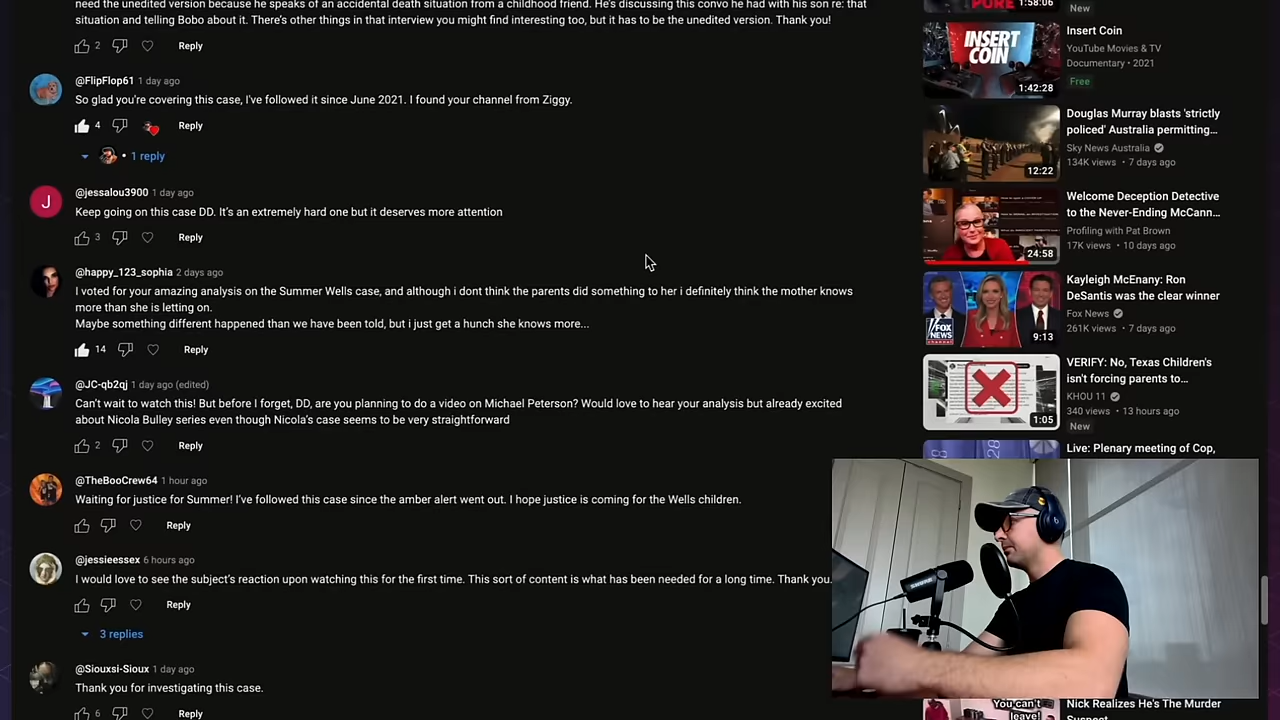 need the unedited version because he speaks of an accidental death situation from a childhood friend. He's discussing this convo he had with his son re: that
situation and telling Bobo about it. There's other things in that interview you might find interesting too, but it has to be the unedited version. Thank you!
2
Reply
@FlipFlop61 1 day ago
So glad you're covering this case, I've followed it since June 2021. I found your channel from Ziggy.
4
Reply
• 1 reply
J
@jessalou3900 1 day ago
Keep going on this case DD. It's an extremely hard one but it deserves more attention
3
Reply
@happy_123_sophia 2 days ago
I voted for your amazing analysis on the Summer Wells case, and although i dont think the parents did something to her i definitely think the mother knows
more than she is letting on.
Maybe something different happened than we have been told, but i just get a hunch she knows more...
14
Reply
@JC-qb2qj 1 day ago (edited)
Can't wait to watch this! But before I forget, DD, are you planning to do a video on Michael Peterson? Would love to hear your analysis but already excited
about Nicola Bulley series even though Nicola's case seems to be very straightforward
2
Reply
@TheBooCrew64 1 hour ago
Waiting for justice for Summer! I've followed this case since the amber alert went out. I hope justice is coming for the Wells children.
Reply
@jessieessex 6 hours ago
I would love to see the subject's reaction upon watching this for the first time. This sort of content is what has been needed for a long time. Thank you.
Reply
3 replies
@Siouxsi-Sioux 1 day ago
Thank you for investigating this case.
6
Reply
PURE
1:58:06
New
INSERT
COIN
1:42:28
Insert Coin
YouTube Movies & TV
Documentary • 2021
Free
12:22
Douglas Murray blasts 'strictly
policed' Australia permitting...
Sky News Australia
134K views • 7 days ago
24:58
Welcome Deception Detective
to the Never-Ending McCann...
Profiling with Pat Brown
17K views • 10 days ago
FOX
NEWS
channel
9:13
Kayleigh McEnany: Ron
DeSantis was the clear winner
Fox News
261K views • 7 days ago
1:05
VERIFY: No, Texas Children's
isn't forcing parents to...
KHOU 11
340 views • 13 hours ago
New
28
Live: Plenary meeting of Cop,
SHURE
You can't
leave!
Nick Realizes He's The Murder
Suspect